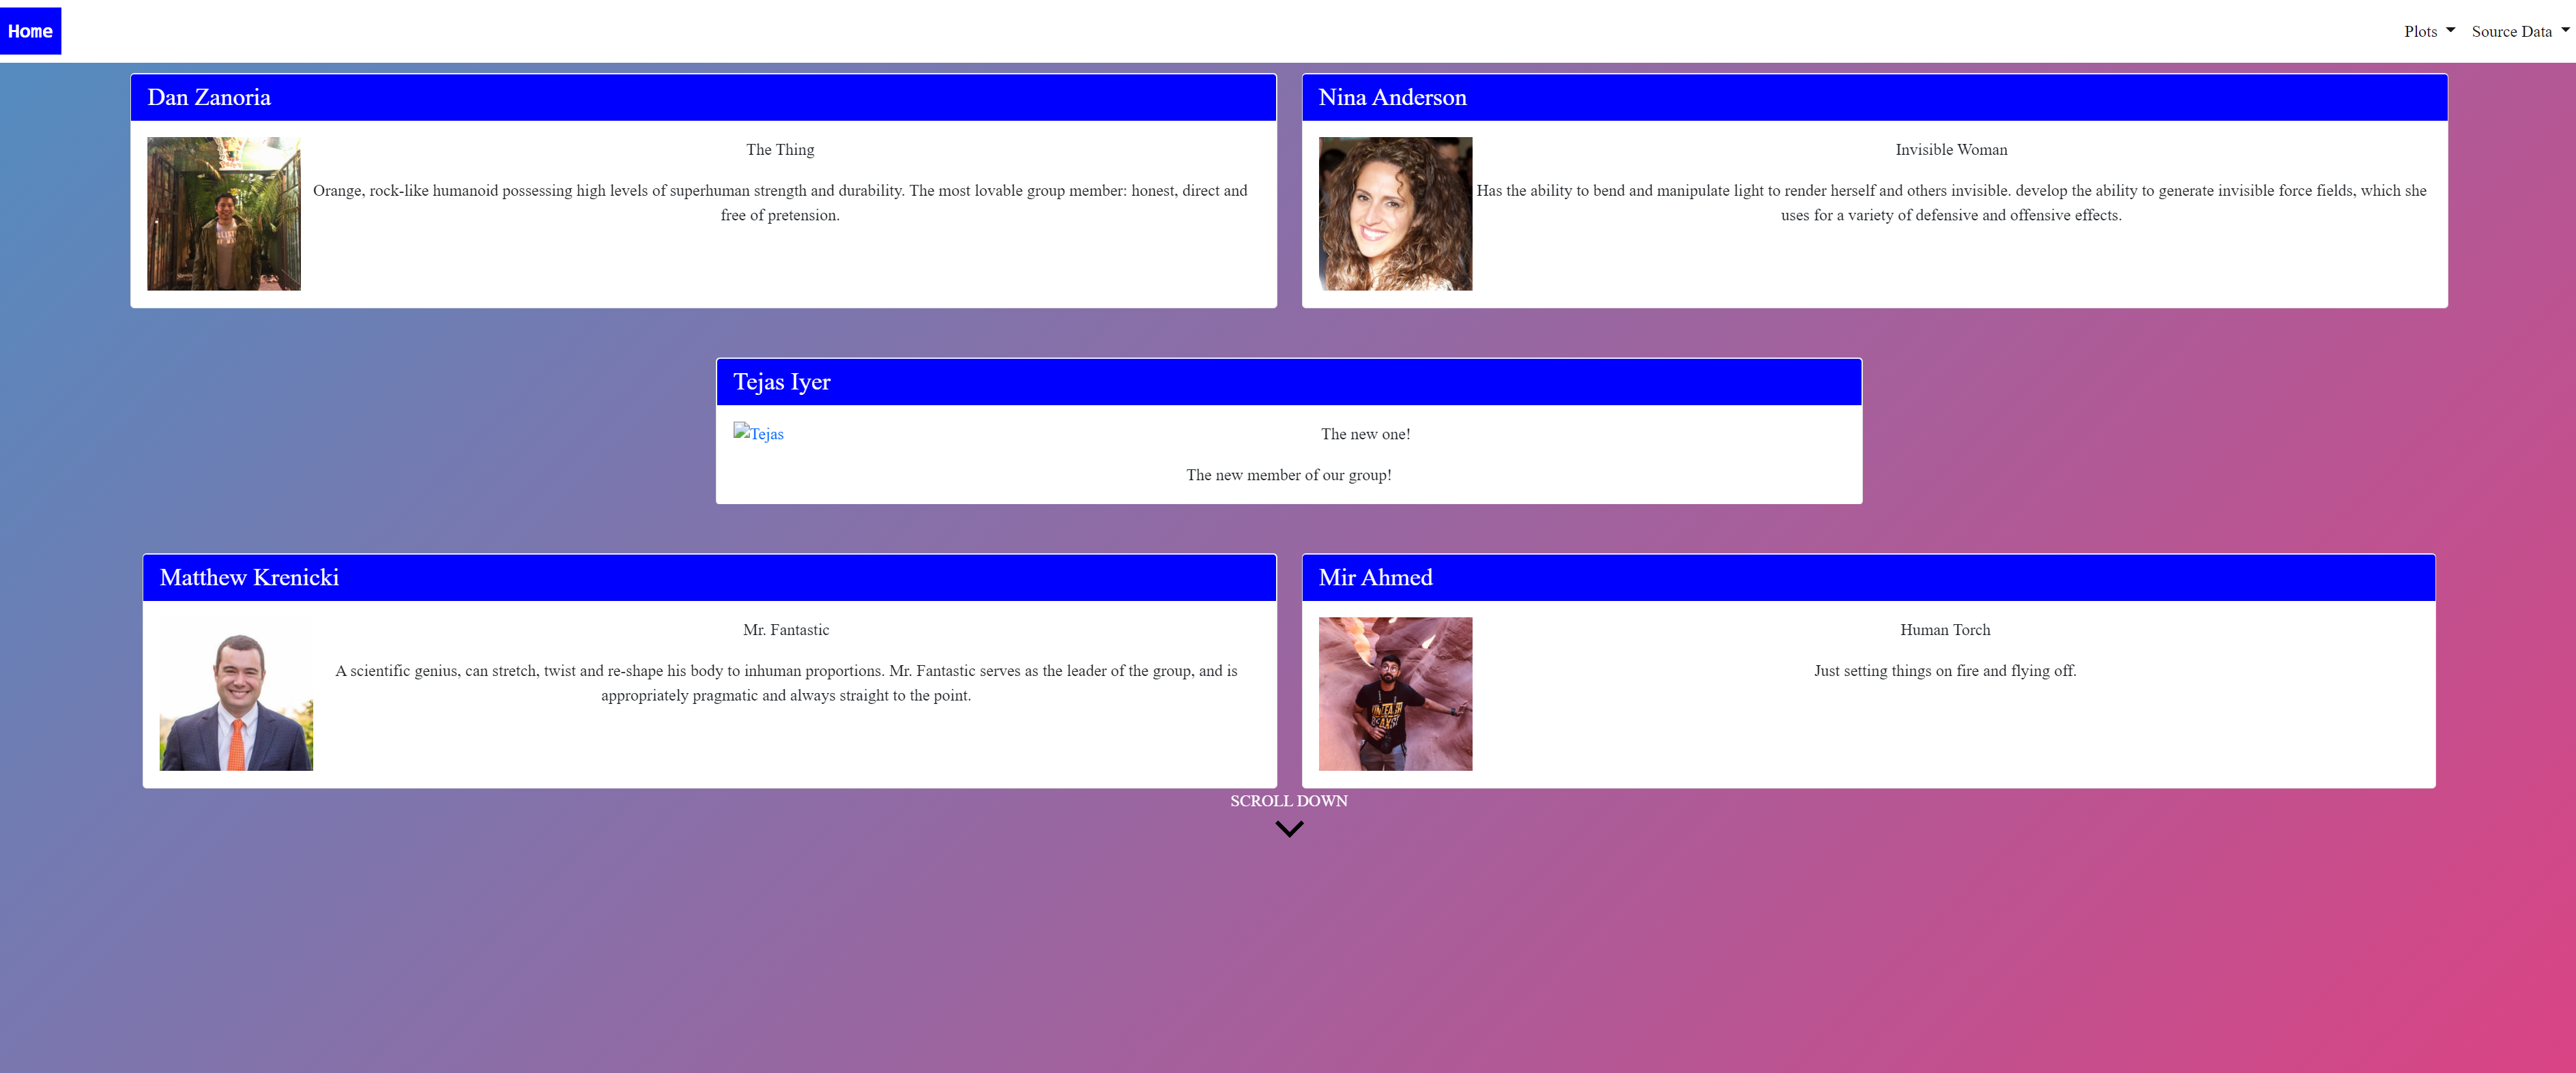 Home
Plots
Source Data
Dan Zanoria
The Thing
Orange, rock-like humanoid possessing high levels of superhuman strength and durability. The most lovable group member: honest, direct and
free of pretension.
Nina Anderson
Invisible Woman
Has the ability to bend and manipulate light to render herself and others invisible. develop the ability to generate invisible force fields, which she
uses for a variety of defensive and offensive effects.
Tejas Iyer
Tejas
The new one!
The new member of our group!
Matthew Krenicki
Mr. Fantastic
A scientific genius, can stretch, twist and re-shape his body to inhuman proportions. Mr. Fantastic serves as the leader of the group, and is
appropriately pragmatic and always straight to the point.
Mir Ahmed
UNLEASH
Human Torch
Just setting things on fire and flying off.
SCROLL DOWN